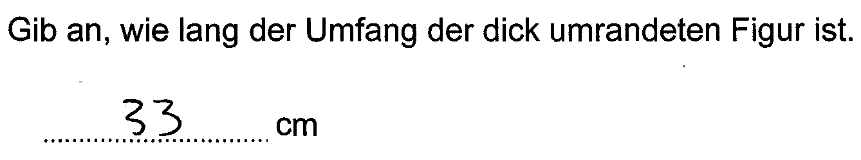 Gib an, wie lang der Umfang der dick umrandeten Figur ist.
33 cm